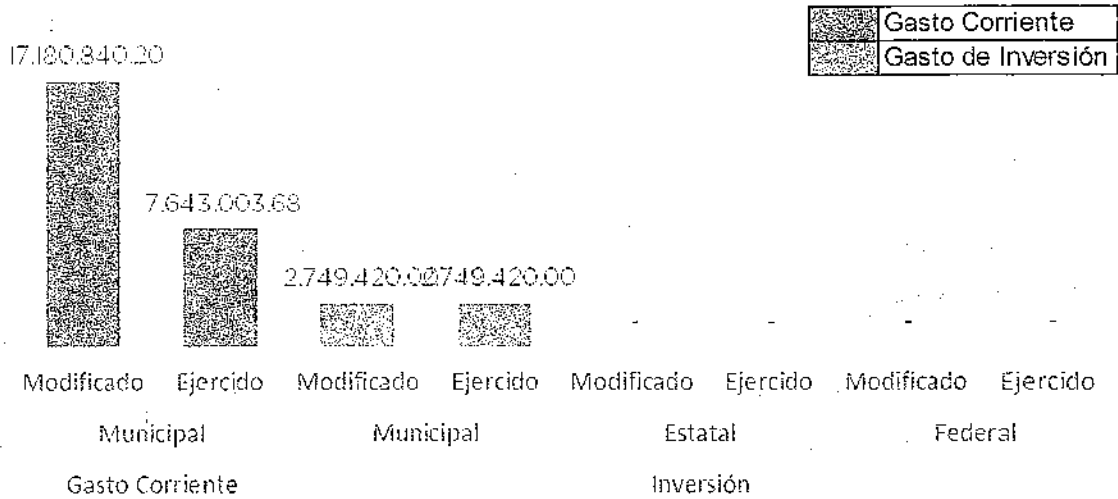 Gasto Corriente
Gasto de Inversión
17.180.840.20
7.643.003.68
2.749.420.00 2.749.420.00
- - - -
Modificado Ejercido Modificado Ejercido Modificado Ejercido Modificado Ejercido
Municipal Municipal Estatal Federal
Gasto Corriente Inversión